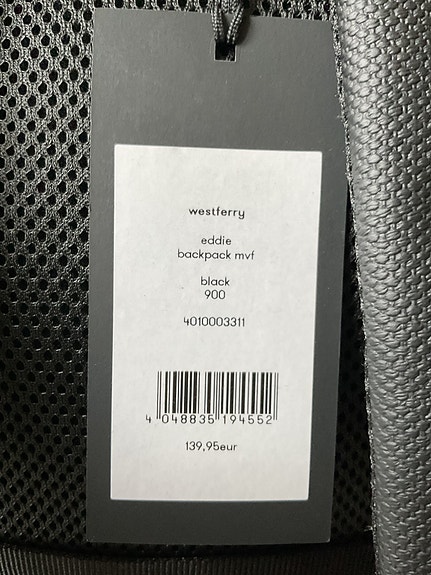 westferry
eddie
backpack mvf
black
900
4010003311
4 048835 194552
139,95eur